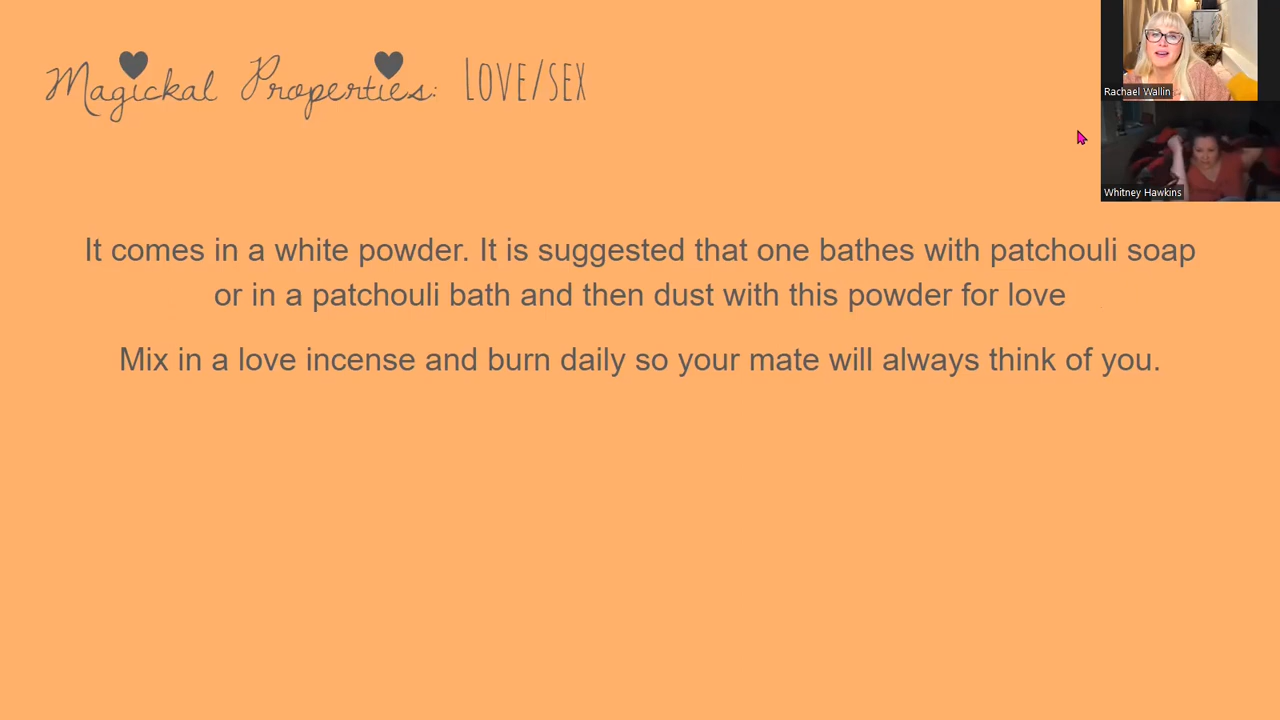 Magickal Properties: LOVE/SEX
Rachael Wallin
Whitney Hawkins
It comes in a white powder. It is suggested that one bathes with patchouli soap
or in a patchouli bath and then dust with this powder for love
Mix in a love incense and burn daily so your mate will always think of you.